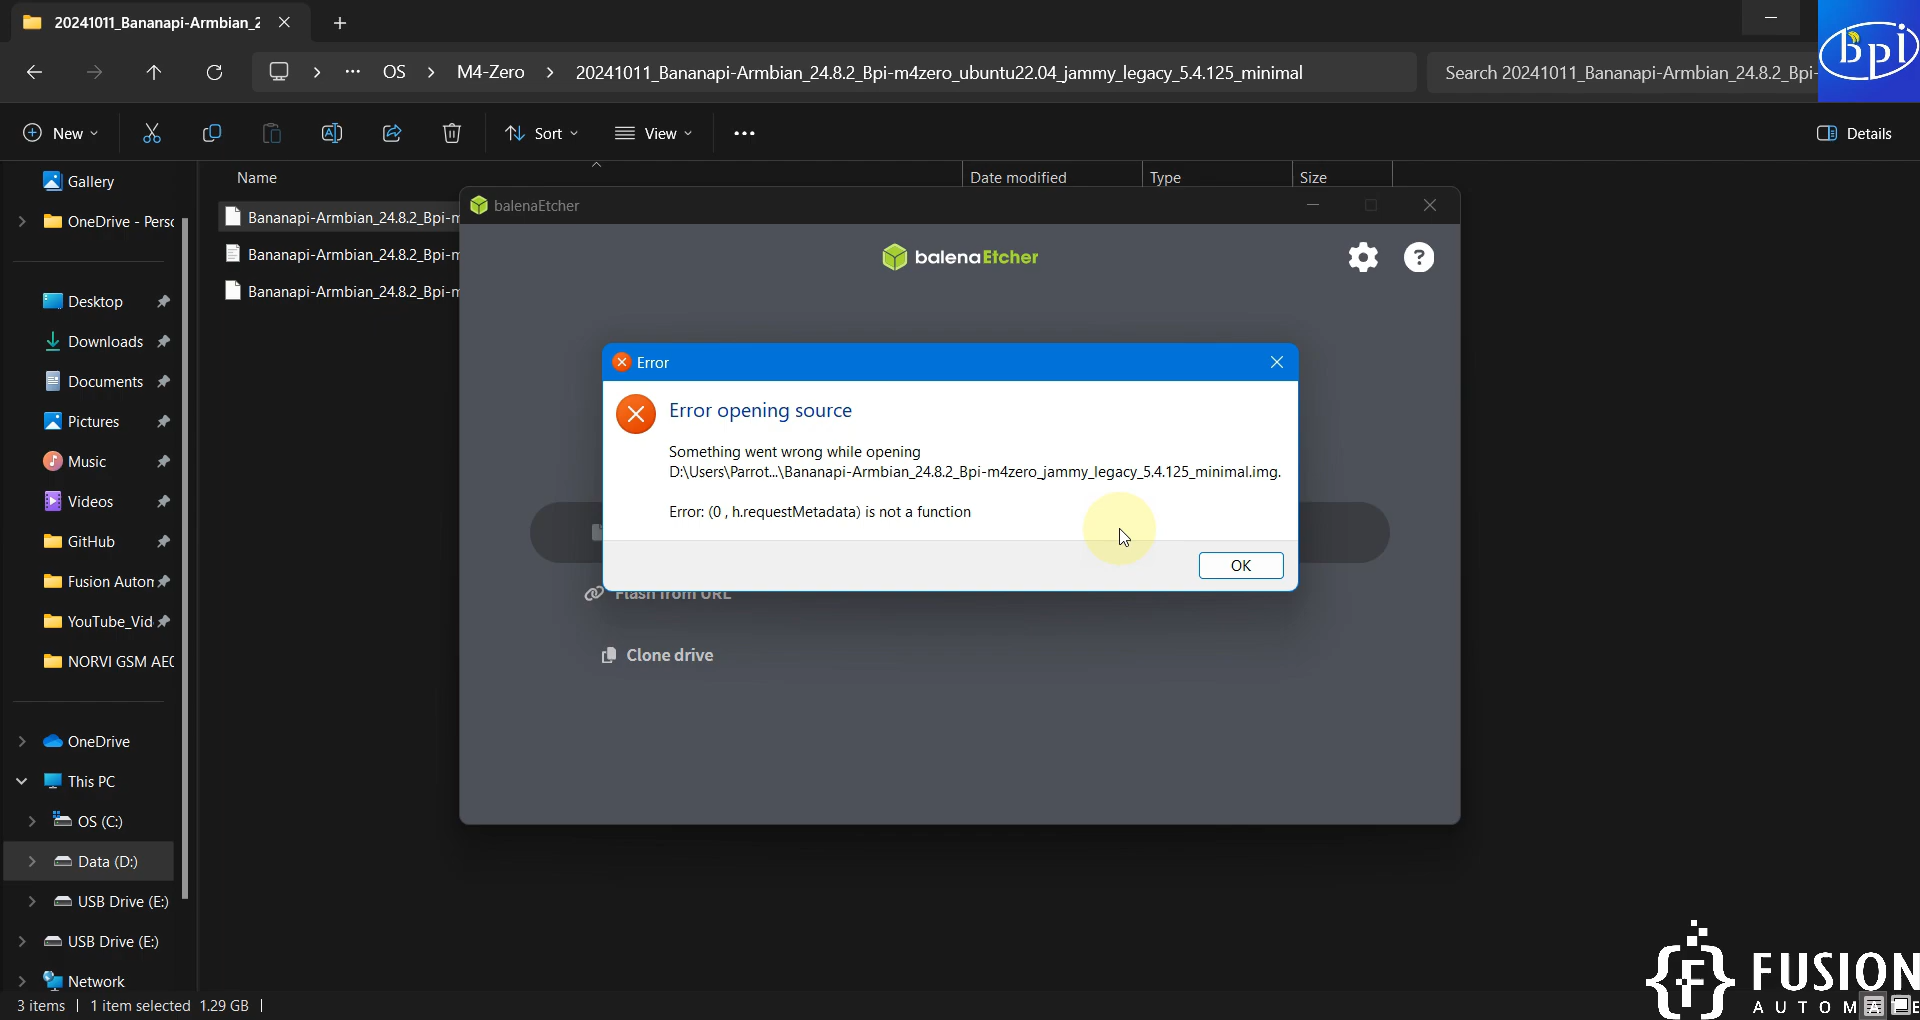 20241011_Bananapi-Armbian_2
bpi
OS
M4-Zero
20241011_Bananapi-Armbian_24.8.2_Bpi-m4zero_ubuntu22.04_jammy_legacy_5.4.125_minimal
Search 20241011_Bananapi-Armbian_24.8.2_Bpi-
New
Sort
View
Details
Gallery
OneDrive - Persc
Desktop
Downloads
Documents
Pictures
Music
Videos
GitHub
Fusion Auton
YouTube_Vid
NORVI GSM AEC
OneDrive
This PC
OS (C:)
Data (D:)
USB Drive (E:)
USB Drive (E:)
Network
Name
Date modified
Type
Size
Bananapi-Armbian_24.8.2_Bpi-m
Bananapi-Armbian_24.8.2_Bpi-m
Bananapi-Armbian_24.8.2_Bpi-m
balenaEtcher
balenaEtcher
?
Error
Error opening source
Something went wrong while opening
D:\Users\Parrot...\Bananapi-Armbian_24.8.2_Bpi-m4zero_jammy_legacy_5.4.125_minimal.img.
Error: (0 , h.requestMetadata) is not a function
OK
Flash from URL
Clone drive
3 items
1 item selected 1.29 GB
FUSION
AUTOM